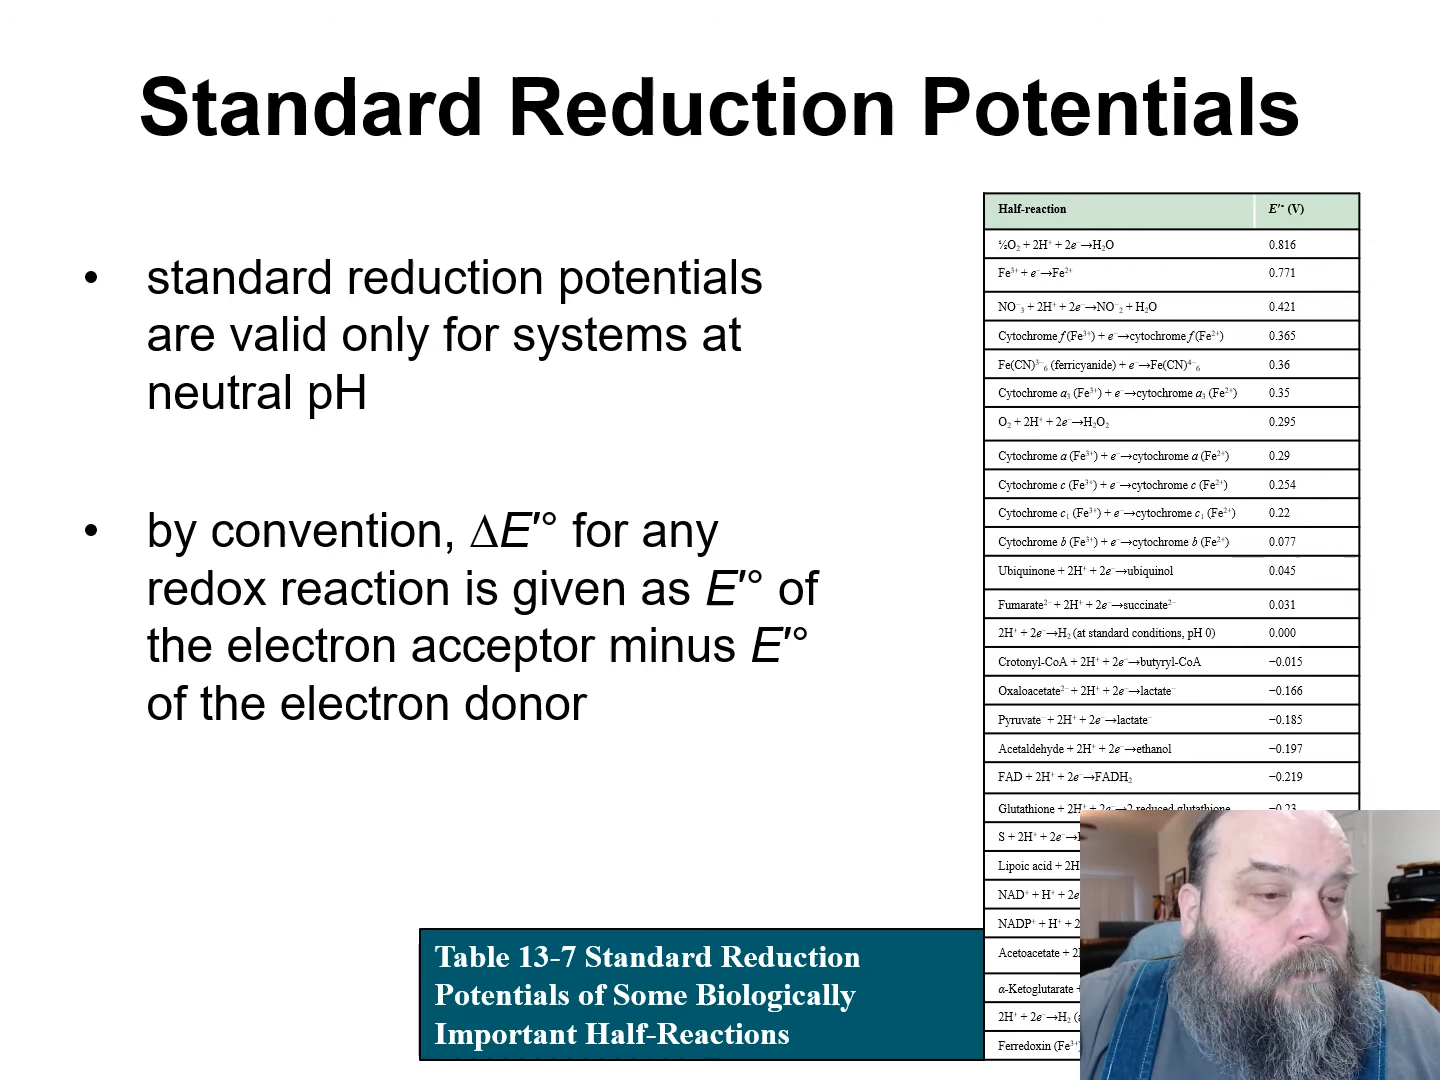 Standard Reduction Potentials
• standard reduction potentials
are valid only for systems at
neutral pH
• by convention, ΔE′° for any
redox reaction is given as E′° of
the electron acceptor minus E′°
of the electron donor
Half-reaction E′° (V)
½O₂ + 2H⁺ + 2e⁻→H₂O 0.816
Fe³⁺ + e⁻→Fe²⁺ 0.771
NO⁻₃ + 2H⁺ + 2e⁻→NO⁻₂ + H₂O 0.421
Cytochrome f (Fe³⁺) + e⁻→cytochrome f (Fe²⁺) 0.365
Fe(CN)³⁻₆ (ferricyanide) + e⁻→Fe(CN)⁴⁻₆ 0.36
Cytochrome a₃ (Fe³⁺) + e⁻→cytochrome a₃ (Fe²⁺) 0.35
O₂ + 2H⁺ + 2e⁻→H₂O₂ 0.295
Cytochrome a (Fe³⁺) + e⁻→cytochrome a (Fe²⁺) 0.29
Cytochrome c (Fe³⁺) + e⁻→cytochrome c (Fe²⁺) 0.254
Cytochrome c₁ (Fe³⁺) + e⁻→cytochrome c₁ (Fe²⁺) 0.22
Cytochrome b (Fe³⁺) + e⁻→cytochrome b (Fe²⁺) 0.077
Ubiquinone + 2H⁺ + 2e⁻→ubiquinol 0.045
Fumarate²⁻ + 2H⁺ + 2e⁻→succinate²⁻ 0.031
2H⁺ + 2e⁻→H₂ (at standard conditions, pH 0) 0.000
Crotonyl-CoA + 2H⁺ + 2e⁻→butyryl-CoA −0.015
Oxaloacetate²⁻ + 2H⁺ + 2e⁻→lactate⁻ −0.166
Pyruvate⁻ + 2H⁺ + 2e⁻→lactate⁻ −0.185
Acetaldehyde + 2H⁺ + 2e⁻→ethanol −0.197
FAD + 2H⁺ + 2e⁻→FADH₂ −0.219
Glutathione + 2H⁺ + 2e⁻→2 reduced glutathione −0.23
S + 2H⁺ + 2e⁻→
Lipoic acid + 2H
NAD⁺ + H⁺ + 2e
NADP⁺ + H⁺ + 2
Acetoacetate + 2
α-Ketoglutarate +
2H⁺ + 2e⁻→H₂ (
Ferredoxin (Fe³⁺
Table 13-7 Standard Reduction
Potentials of Some Biologically
Important Half-Reactions